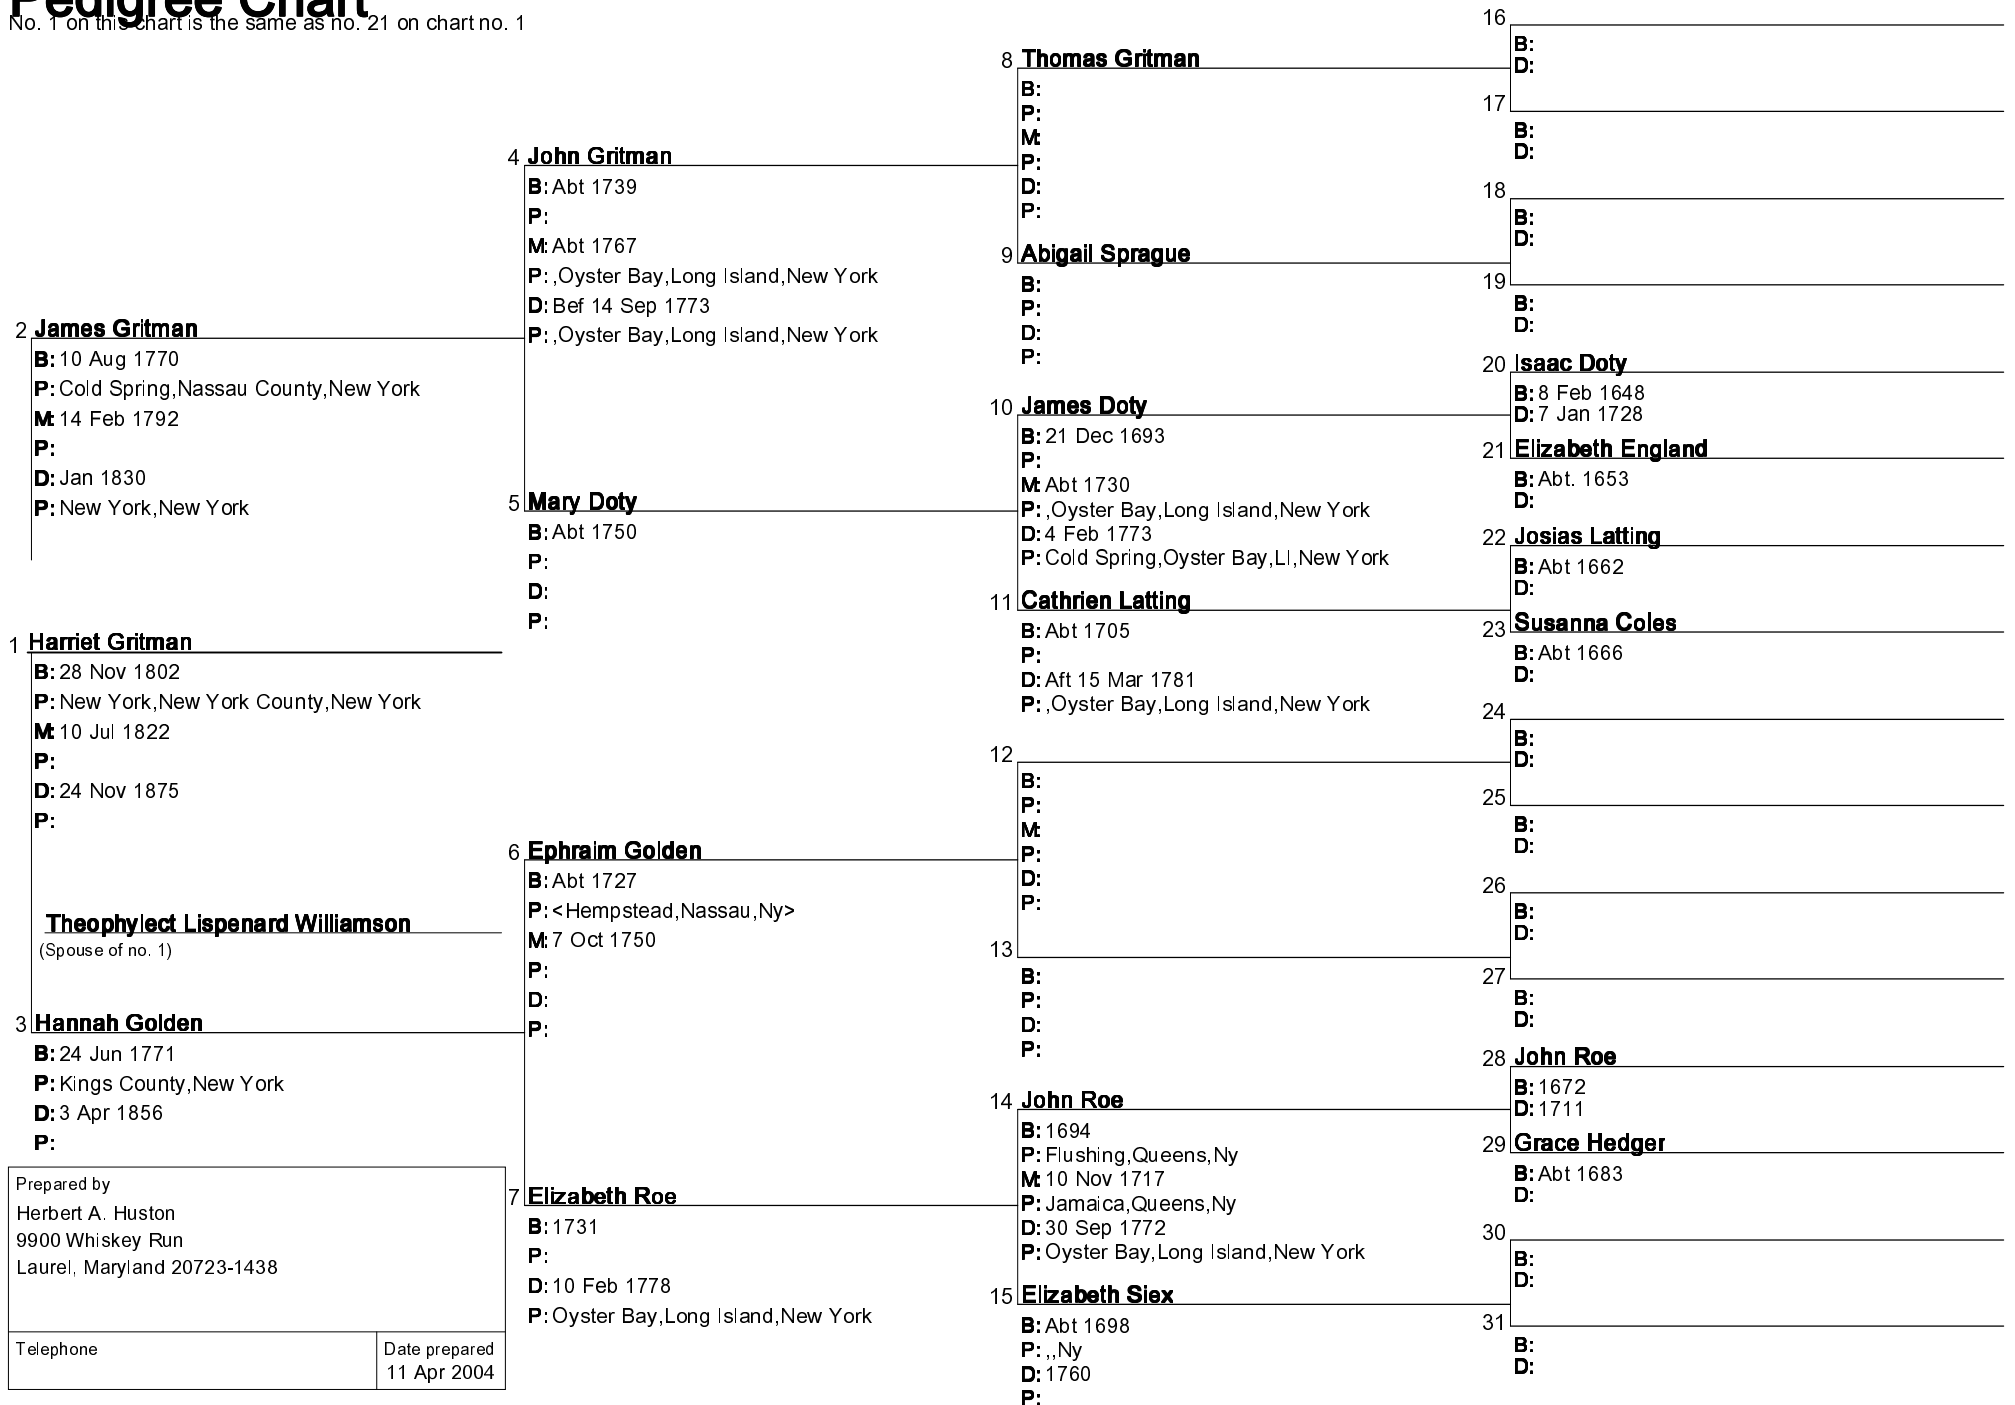 Pedigree Chart
No. 1 on this chart is the same as no. 21 on chart no. 1
2 James Gritman
B: 10 Aug 1770
P: Cold Spring,Nassau County,New York
M: 14 Feb 1792
P:
D: Jan 1830
P: New York,New York
1 Harriet Gritman
B: 28 Nov 1802
P: New York,New York County,New York
M: 10 Jul 1822
P:
D: 24 Nov 1875
P:
Theophylect Lispenard Williamson
(Spouse of no. 1)
3 Hannah Golden
B: 24 Jun 1771
P: Kings County,New York
D: 3 Apr 1856
P:
Prepared by
Herbert A. Huston
9900 Whiskey Run
Laurel, Maryland 20723-1438
Telephone
Date prepared
11 Apr 2004
4 John Gritman
B: Abt 1739
P:
M: Abt 1767
P: ,Oyster Bay,Long Island,New York
D: Bef 14 Sep 1773
P: ,Oyster Bay,Long Island,New York
5 Mary Doty
B: Abt 1750
P:
D:
P:
6 Ephraim Golden
B: Abt 1727
P: <Hempstead,Nassau,Ny>
M: 7 Oct 1750
P:
D:
P:
7 Elizabeth Roe
B: 1731
P:
D: 10 Feb 1778
P: Oyster Bay,Long Island,New York
8 Thomas Gritman
B:
P:
M:
P:
D:
P:
9 Abigail Sprague
B:
P:
D:
P:
10 James Doty
B: 21 Dec 1693
P:
M: Abt 1730
P: ,Oyster Bay,Long Island,New York
D: 4 Feb 1773
P: Cold Spring,Oyster Bay,LI,New York
11 Cathrien Latting
B: Abt 1705
P:
D: Aft 15 Mar 1781
P: ,Oyster Bay,Long Island,New York
12
B:
P:
M:
P:
D:
P:
13
B:
P:
D:
P:
14 John Roe
B: 1694
P: Flushing,Queens,Ny
M: 10 Nov 1717
P: Jamaica,Queens,Ny
D: 30 Sep 1772
P: Oyster Bay,Long Island,New York
15 Elizabeth Siex
B: Abt 1698
P: ,,Ny
D: 1760
P:
16
B:
D:
17
B:
D:
18
B:
D:
19
B:
D:
20 Isaac Doty
B: 8 Feb 1648
D: 7 Jan 1728
21 Elizabeth England
B: Abt. 1653
D:
22 Josias Latting
B: Abt 1662
D:
23 Susanna Coles
B: Abt 1666
D:
24
B:
D:
25
B:
D:
26
B:
D:
27
B:
D:
28 John Roe
B: 1672
D: 1711
29 Grace Hedger
B: Abt 1683
D:
30
B:
D:
31
B:
D: